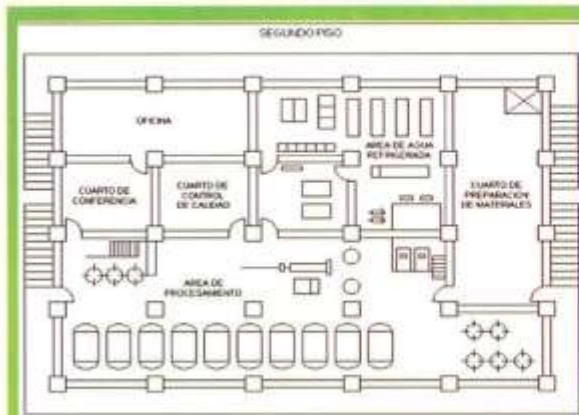 SEGUNDO PISO
OFICINA
AREA DE AGUA
REFRIGERADA
CUARTO DE
CONFERENCIA
CUARTO DE
CONTROL
DE CALIDAD
CUARTO DE
PREPARACION
DE MATERIALES
AREA DE
PROCESAMIENTO